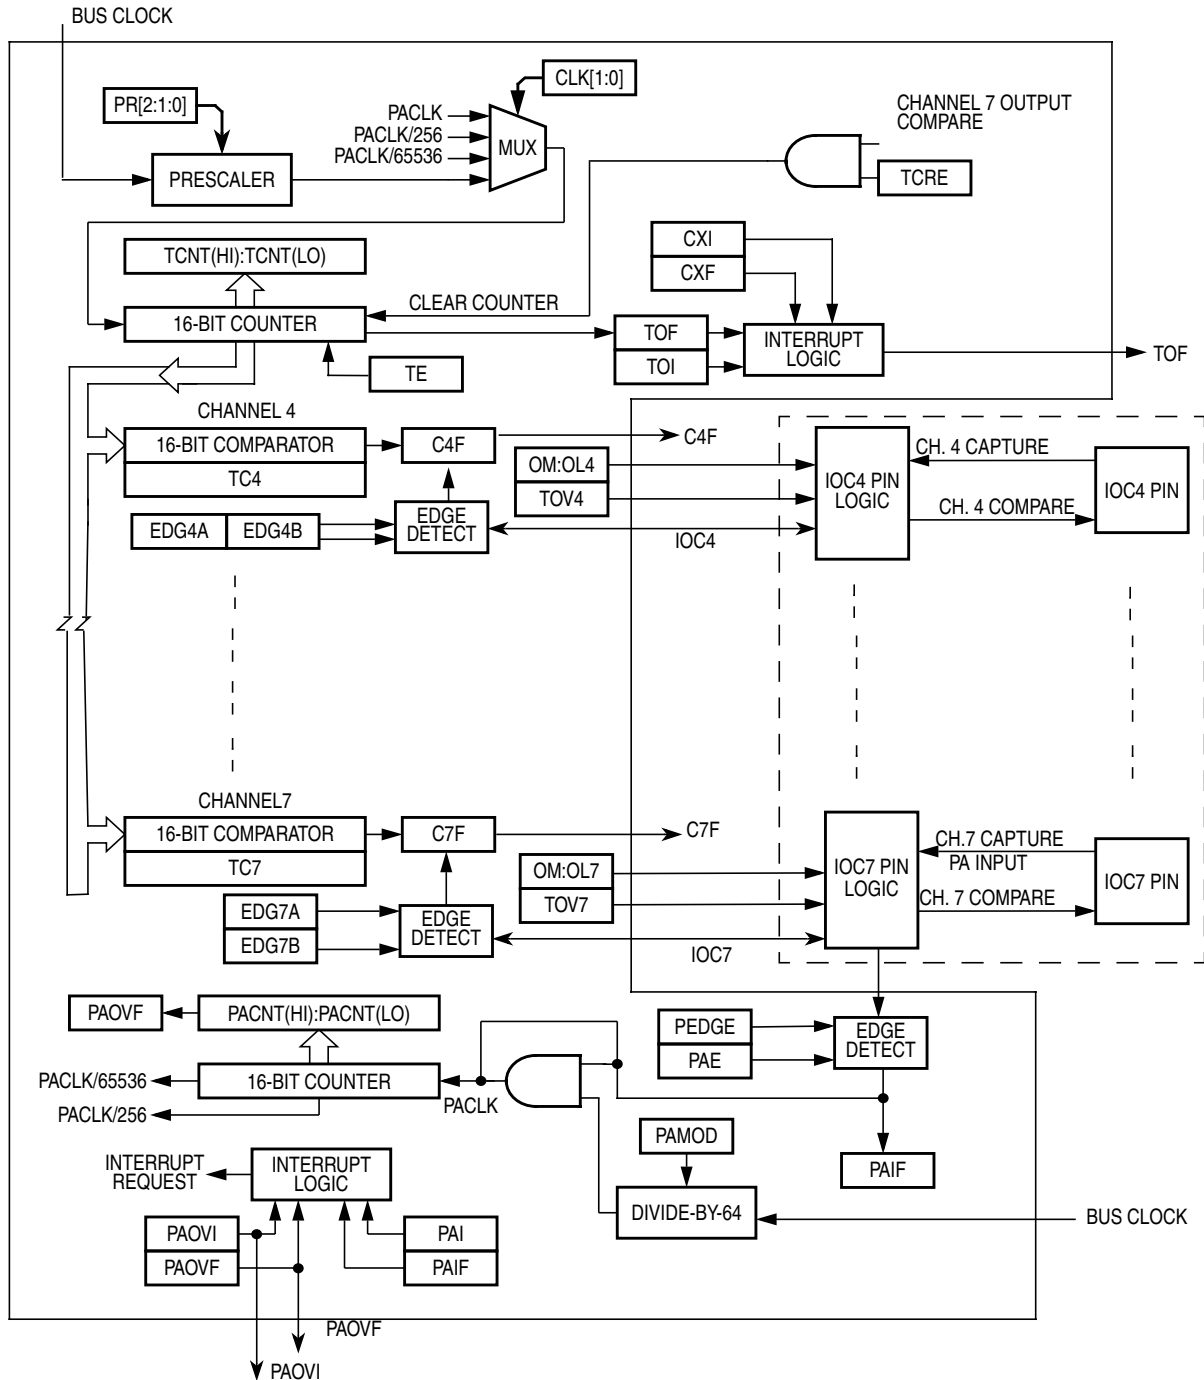 BUS CLOCK
CLK[1:0]
PR[2:1:0]
PACLK
PACLK/256
PACLK/65536
MUX
CHANNEL 7 OUTPUT
COMPARE
PRESCALER
TCRE
TCNT(HI):TCNT(LO)
CXI
CXF
CLEAR COUNTER
16-BIT COUNTER
TOF
TOI
INTERRUPT
LOGIC
TOF
TE
CHANNEL 4
16-BIT COMPARATOR
TC4
C4F
C4F
OM:OL4
TOV4
IOC4 PIN
LOGIC
CH. 4 CAPTURE
CH. 4 COMPARE
IOC4 PIN
EDG4A
EDG4B
EDGE
DETECT
IOC4
CHANNEL7
16-BIT COMPARATOR
TC7
C7F
C7F
OM:OL7
TOV7
IOC7 PIN
LOGIC
CH.7 CAPTURE
PA INPUT
CH. 7 COMPARE
IOC7 PIN
EDG7A
EDG7B
EDGE
DETECT
IOC7
PAOVF
PACNT(HI):PACNT(LO)
PEDGE
PAE
EDGE
DETECT
PACLK/65536
16-BIT COUNTER
PACLK
PACLK/256
PAMOD
INTERRUPT
REQUEST
INTERRUPT
LOGIC
PAIF
DIVIDE-BY-64
BUS CLOCK
PAOVI
PAOVF
PAI
PAIF
PAOVF
PAOVI